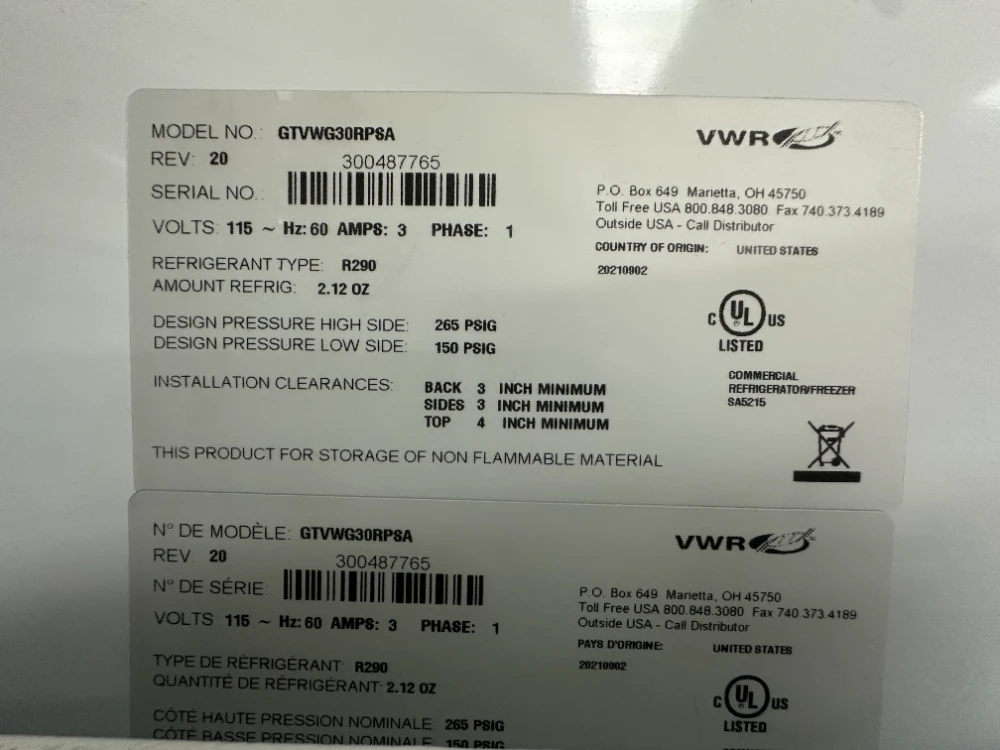 MODEL NO.: GTVWG30RPSA
REV: 20
300487765
SERIAL NO.:
VOLTS: 115 ~ Hz: 60 AMPS: 3 PHASE: 1
REFRIGERANT TYPE: R290
AMOUNT REFRIG: 2.12 OZ
DESIGN PRESSURE HIGH SIDE: 265 PSIG
DESIGN PRESSURE LOW SIDE: 150 PSIG
INSTALLATION CLEARANCES: BACK 3 INCH MINIMUM
SIDES 3 INCH MINIMUM
TOP 4 INCH MINIMUM
THIS PRODUCT FOR STORAGE OF NON FLAMMABLE MATERIAL
VWR
P.O. Box 649 Marietta, OH 45750
Toll Free USA 800.848.3080 Fax 740.373.4189
Outside USA - Call Distributor
COUNTRY OF ORIGIN: UNITED STATES
20210902
C UL US
LISTED
COMMERCIAL
REFRIGERATOR/FREEZER
SA5215
N° DE MODÈLE: GTVWG30RPSA
REV. 20
300487765
N° DE SÉRIE:
VOLTS 115 ~ Hz: 60 AMPS: 3 PHASE: 1
TYPE DE RÉFRIGÉRANT: R290
QUANTITÉ DE RÉFRIGÉRANT: 2.12 OZ
CÔTÉ HAUTE PRESSION NOMINALE: 265 PSIG
CÔTÉ BASSE PRESSION NOMINALE: 150 PSIG
VWR
P.O. Box 649 Marietta, OH 45750
Toll Free USA 800.848.3080 Fax 740.373.4189
Outside USA - Call Distributor
PAYS D'ORIGINE: UNITED STATES
20210902
C UL US
LISTED